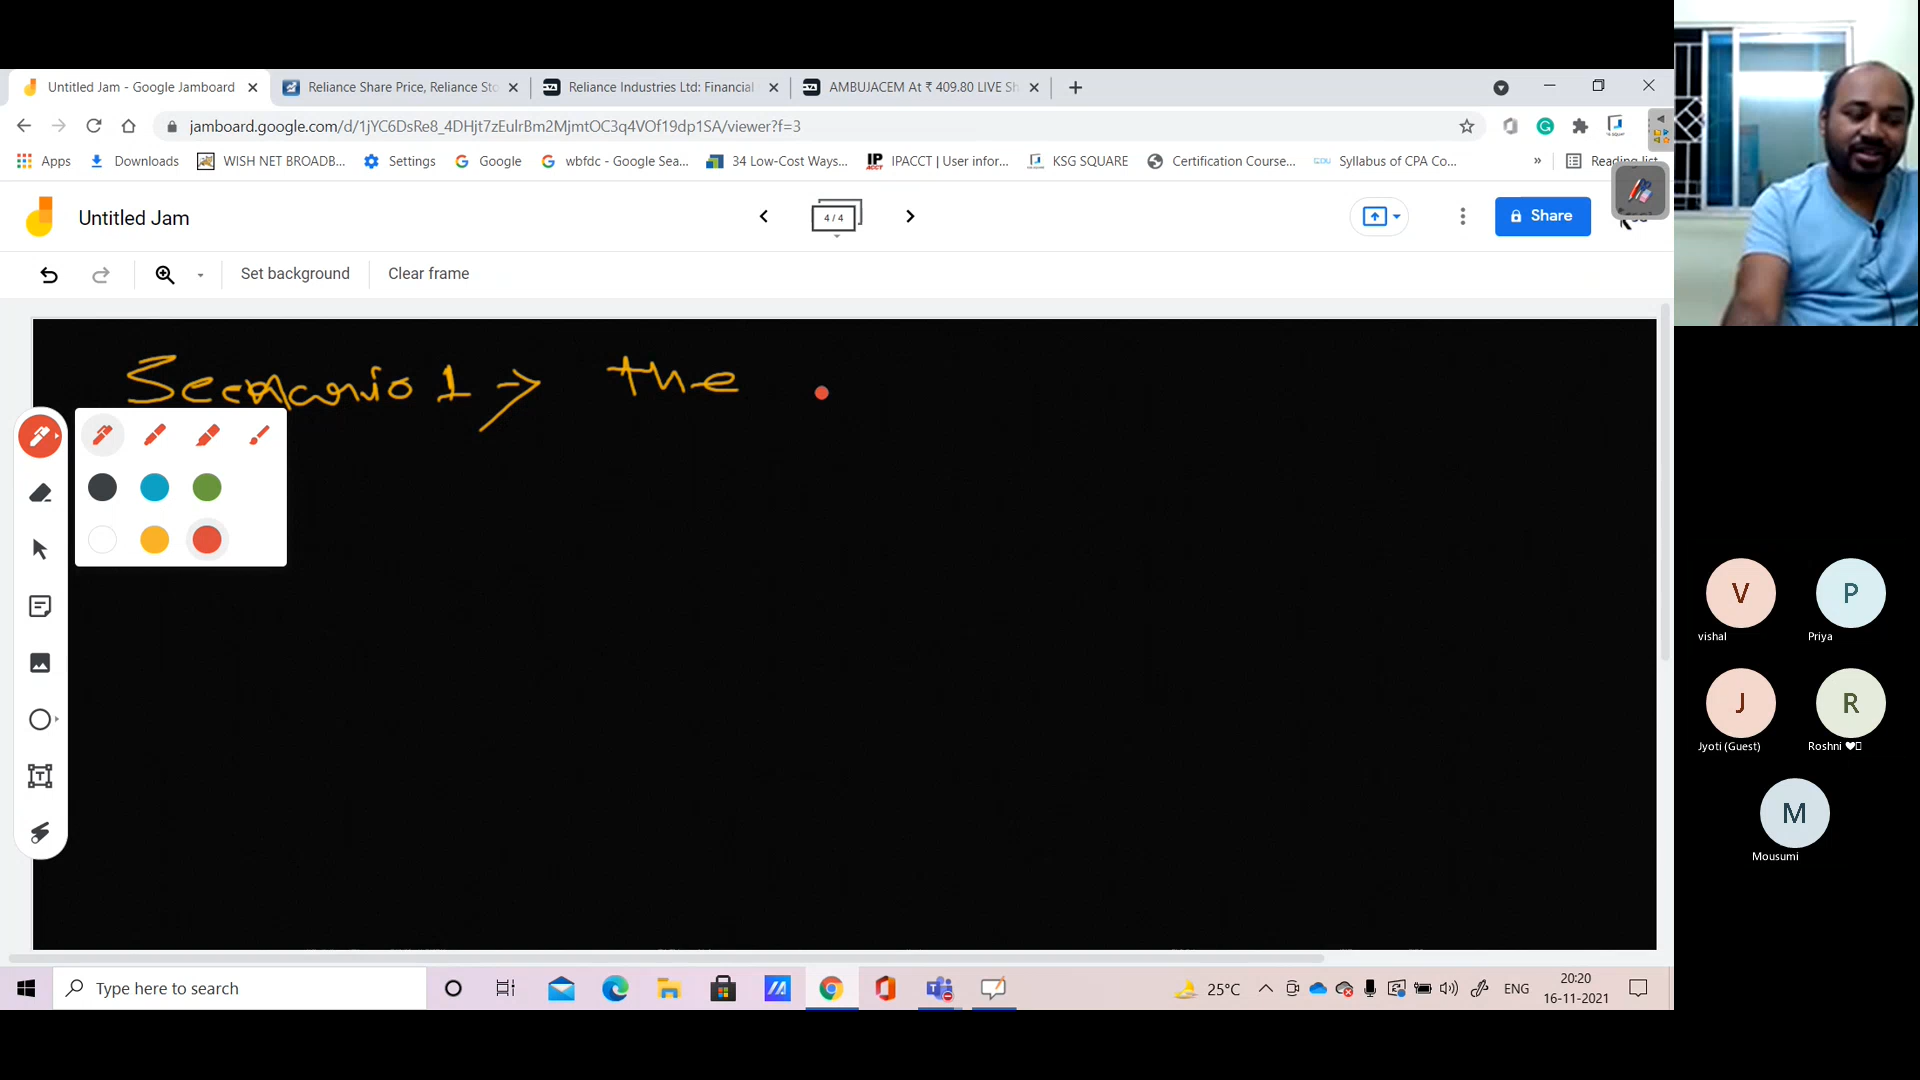 Untitled Jam - Google Jamboard
Reliance Share Price, Reliance Sto
Reliance Industries Ltd: Financial
AMBUJACEM At ₹ 409.80 LIVE Sh
jamboard.google.com/d/1jYC6DsRe8_4DHjt7zEulrBm2MjmtOC3q4VOf19dp1SA/viewer?f=3
Apps
Downloads
WISH NET BROADB...
Settings
Google
wbfdc - Google Sea...
34 Low-Cost Ways...
IPACCT | User infor...
KSG SQUARE
Certification Course...
Syllabus of CPA Co...
»
Reading list
Untitled Jam
4 / 4
Share
Set background
Clear frame
Scenario 1 → the
V
vishal
P
Priya
J
Jyoti (Guest)
R
Roshni ❤
M
Mousumi
Type here to search
25°C
ENG
20:20
16-11-2021